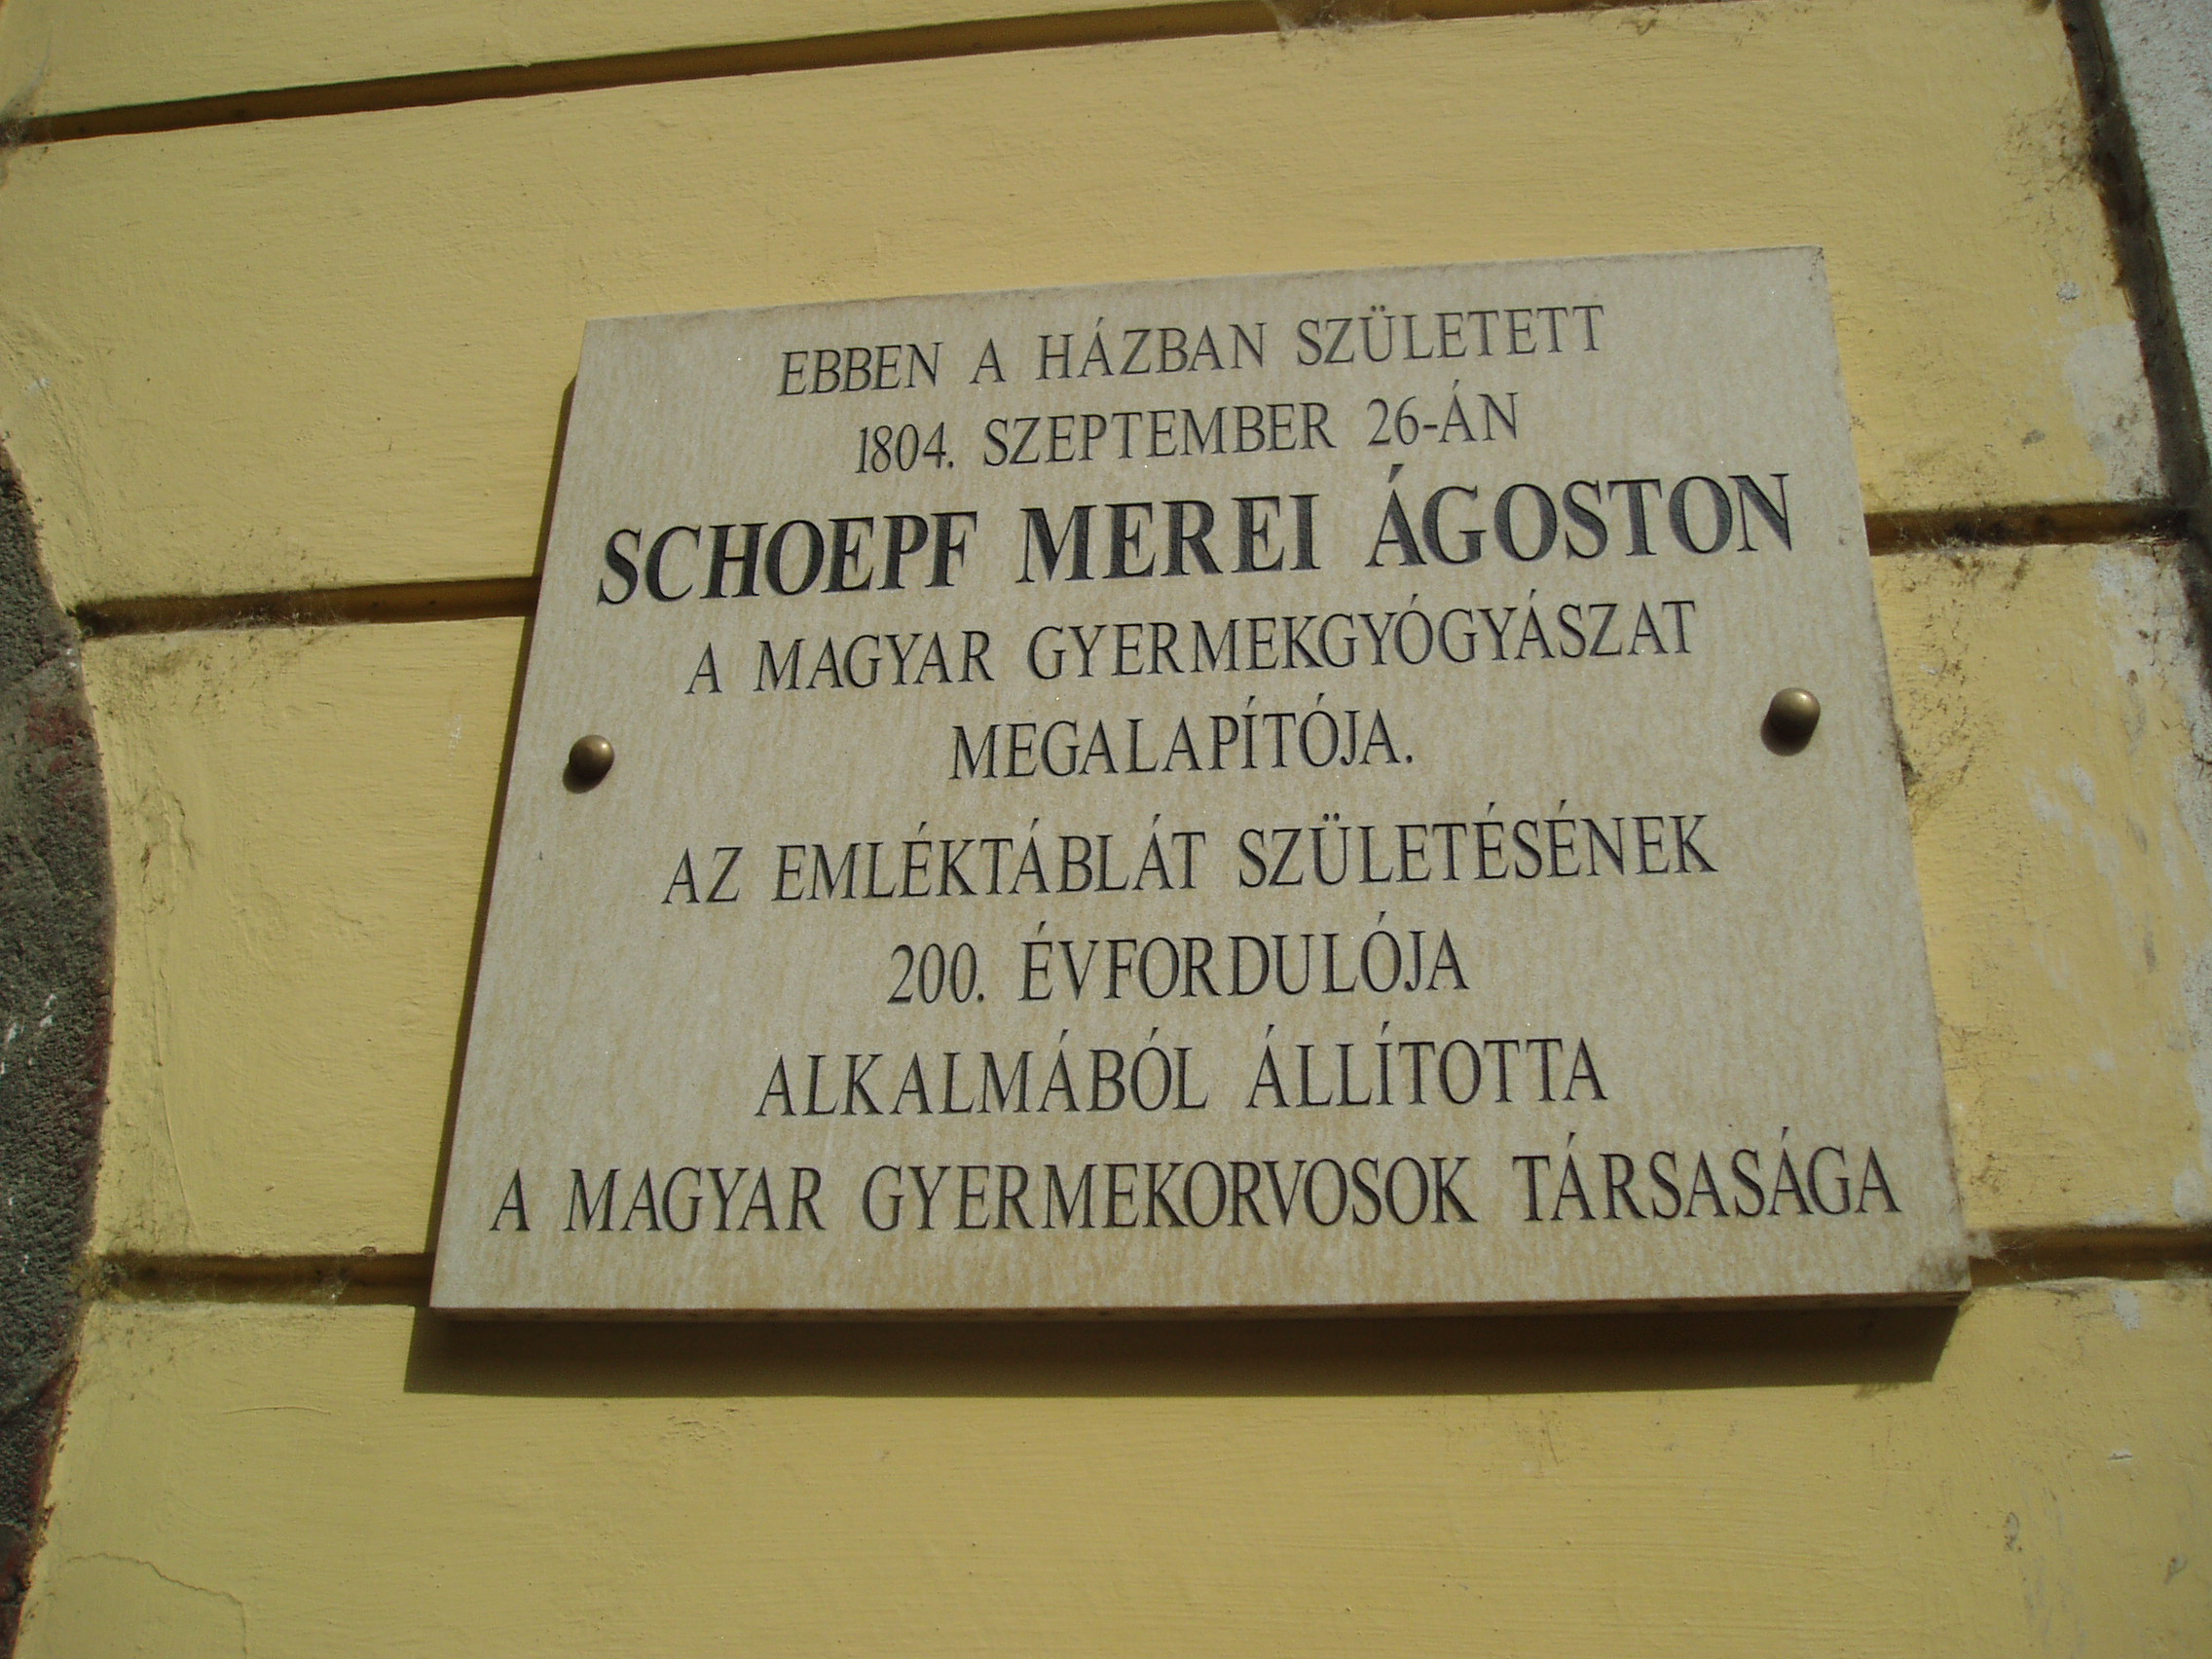 EBBEN A HÁZBAN SZÜLETETT
1804. SZEPTEMBER 26-ÁN
SCHOEPF MEREI ÁGOSTON
A MAGYAR GYERMEKGYÓGYÁSZAT
MEGALAPÍTÓJA.
AZ EMLÉKTÁBLÁT SZÜLETÉSÉNEK
200. ÉVFORDULÓJA
ALKALMÁBÓL ÁLLÍTOTTA
A MAGYAR GYERMEKORVOSOK TÁRSASÁGA